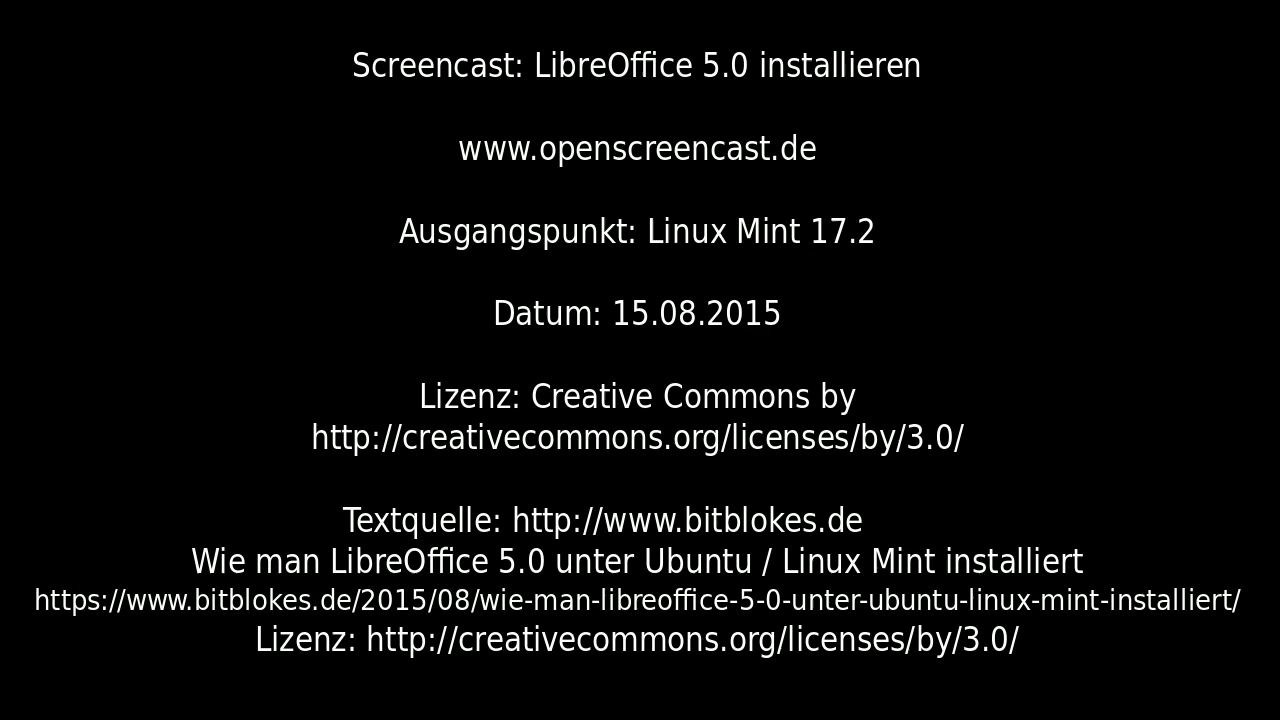 Screencast: LibreOffice 5.0 installieren
www.openscreencast.de
Ausgangspunkt: Linux Mint 17.2
Datum: 15.08.2015
Lizenz: Creative Commons by
http://creativecommons.org/licenses/by/3.0/
Textquelle: http://www.bitblokes.de
Wie man LibreOffice 5.0 unter Ubuntu / Linux Mint installiert
https://www.bitblokes.de/2015/08/wie-man-libreoffice-5-0-unter-ubuntu-linux-mint-installiert/
Lizenz: http://creativecommons.org/licenses/by/3.0/